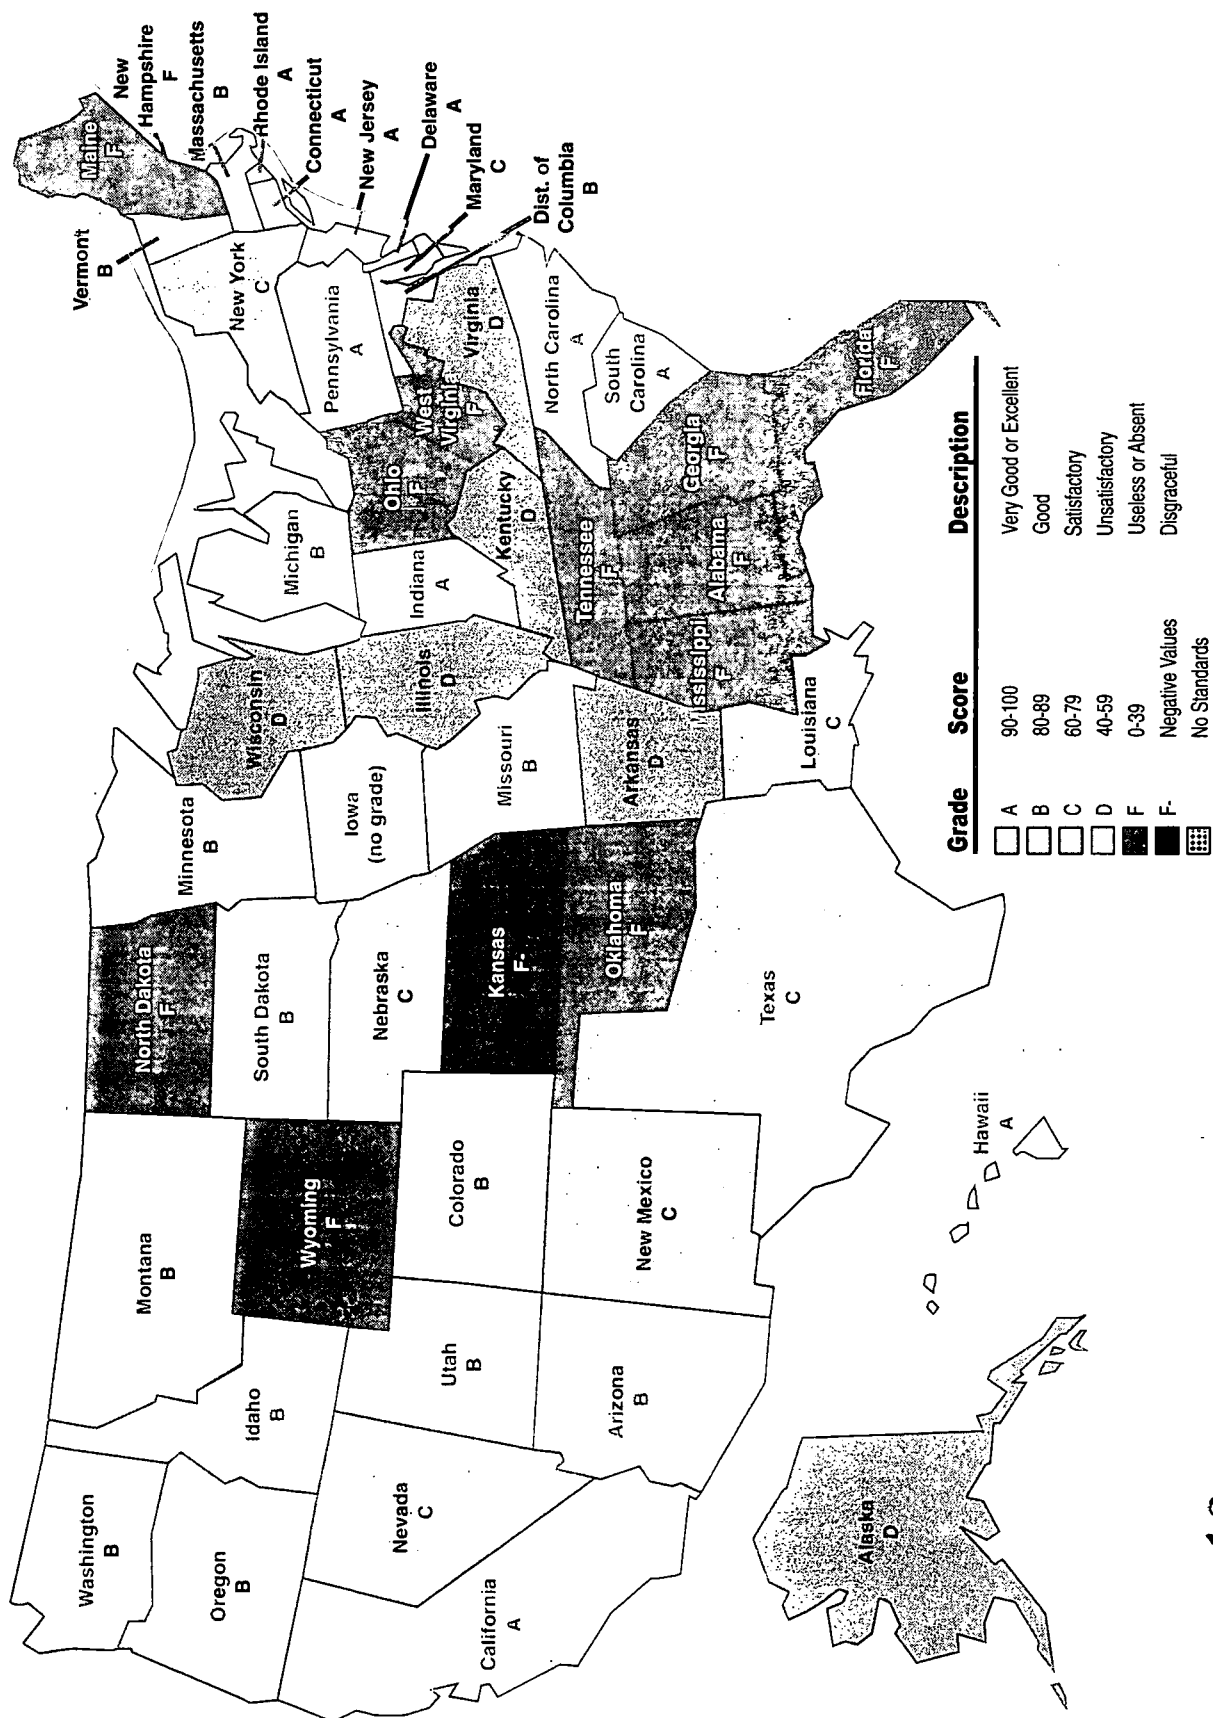 Washington
B
Oregon
B
California
A
Nevada
C
Idaho
B
Montana
B
Wyoming
F
Utah
B
Arizona
B
Colorado
B
New Mexico
C
North Dakota
F
South Dakota
B
Nebraska
C
Kansas
F-
Oklahoma
F
Texas
C
Minnesota
B
Iowa
(no grade)
Missouri
B
Arkansas
D
Louisiana
C
Wisconsin
D
Illinois
D
Michigan
B
Indiana
A
Ohio
F
Kentucky
D
Tennessee
F
Mississippi
F
Alabama
F
Georgia
F
Florida
F
South
Carolina
A
North Carolina
A
Virginia
D
West
Virginia
F
Pennsylvania
A
New York
C
Vermont
B
Maine
F
New
Hampshire
F
Massachusetts
B
Rhode Island
A
Connecticut
A
New Jersey
A
Delaware
A
Maryland
C
Dist. of
Columbia
B
Alaska
D
Hawaii
A
Grade Score Description
A 90-100 Very Good or Excellent
B 80-89 Good
C 60-79 Satisfactory
D 40-59 Unsatisfactory
F 0-39 Useless or Absent
F- Negative Values Disgraceful
No Standards